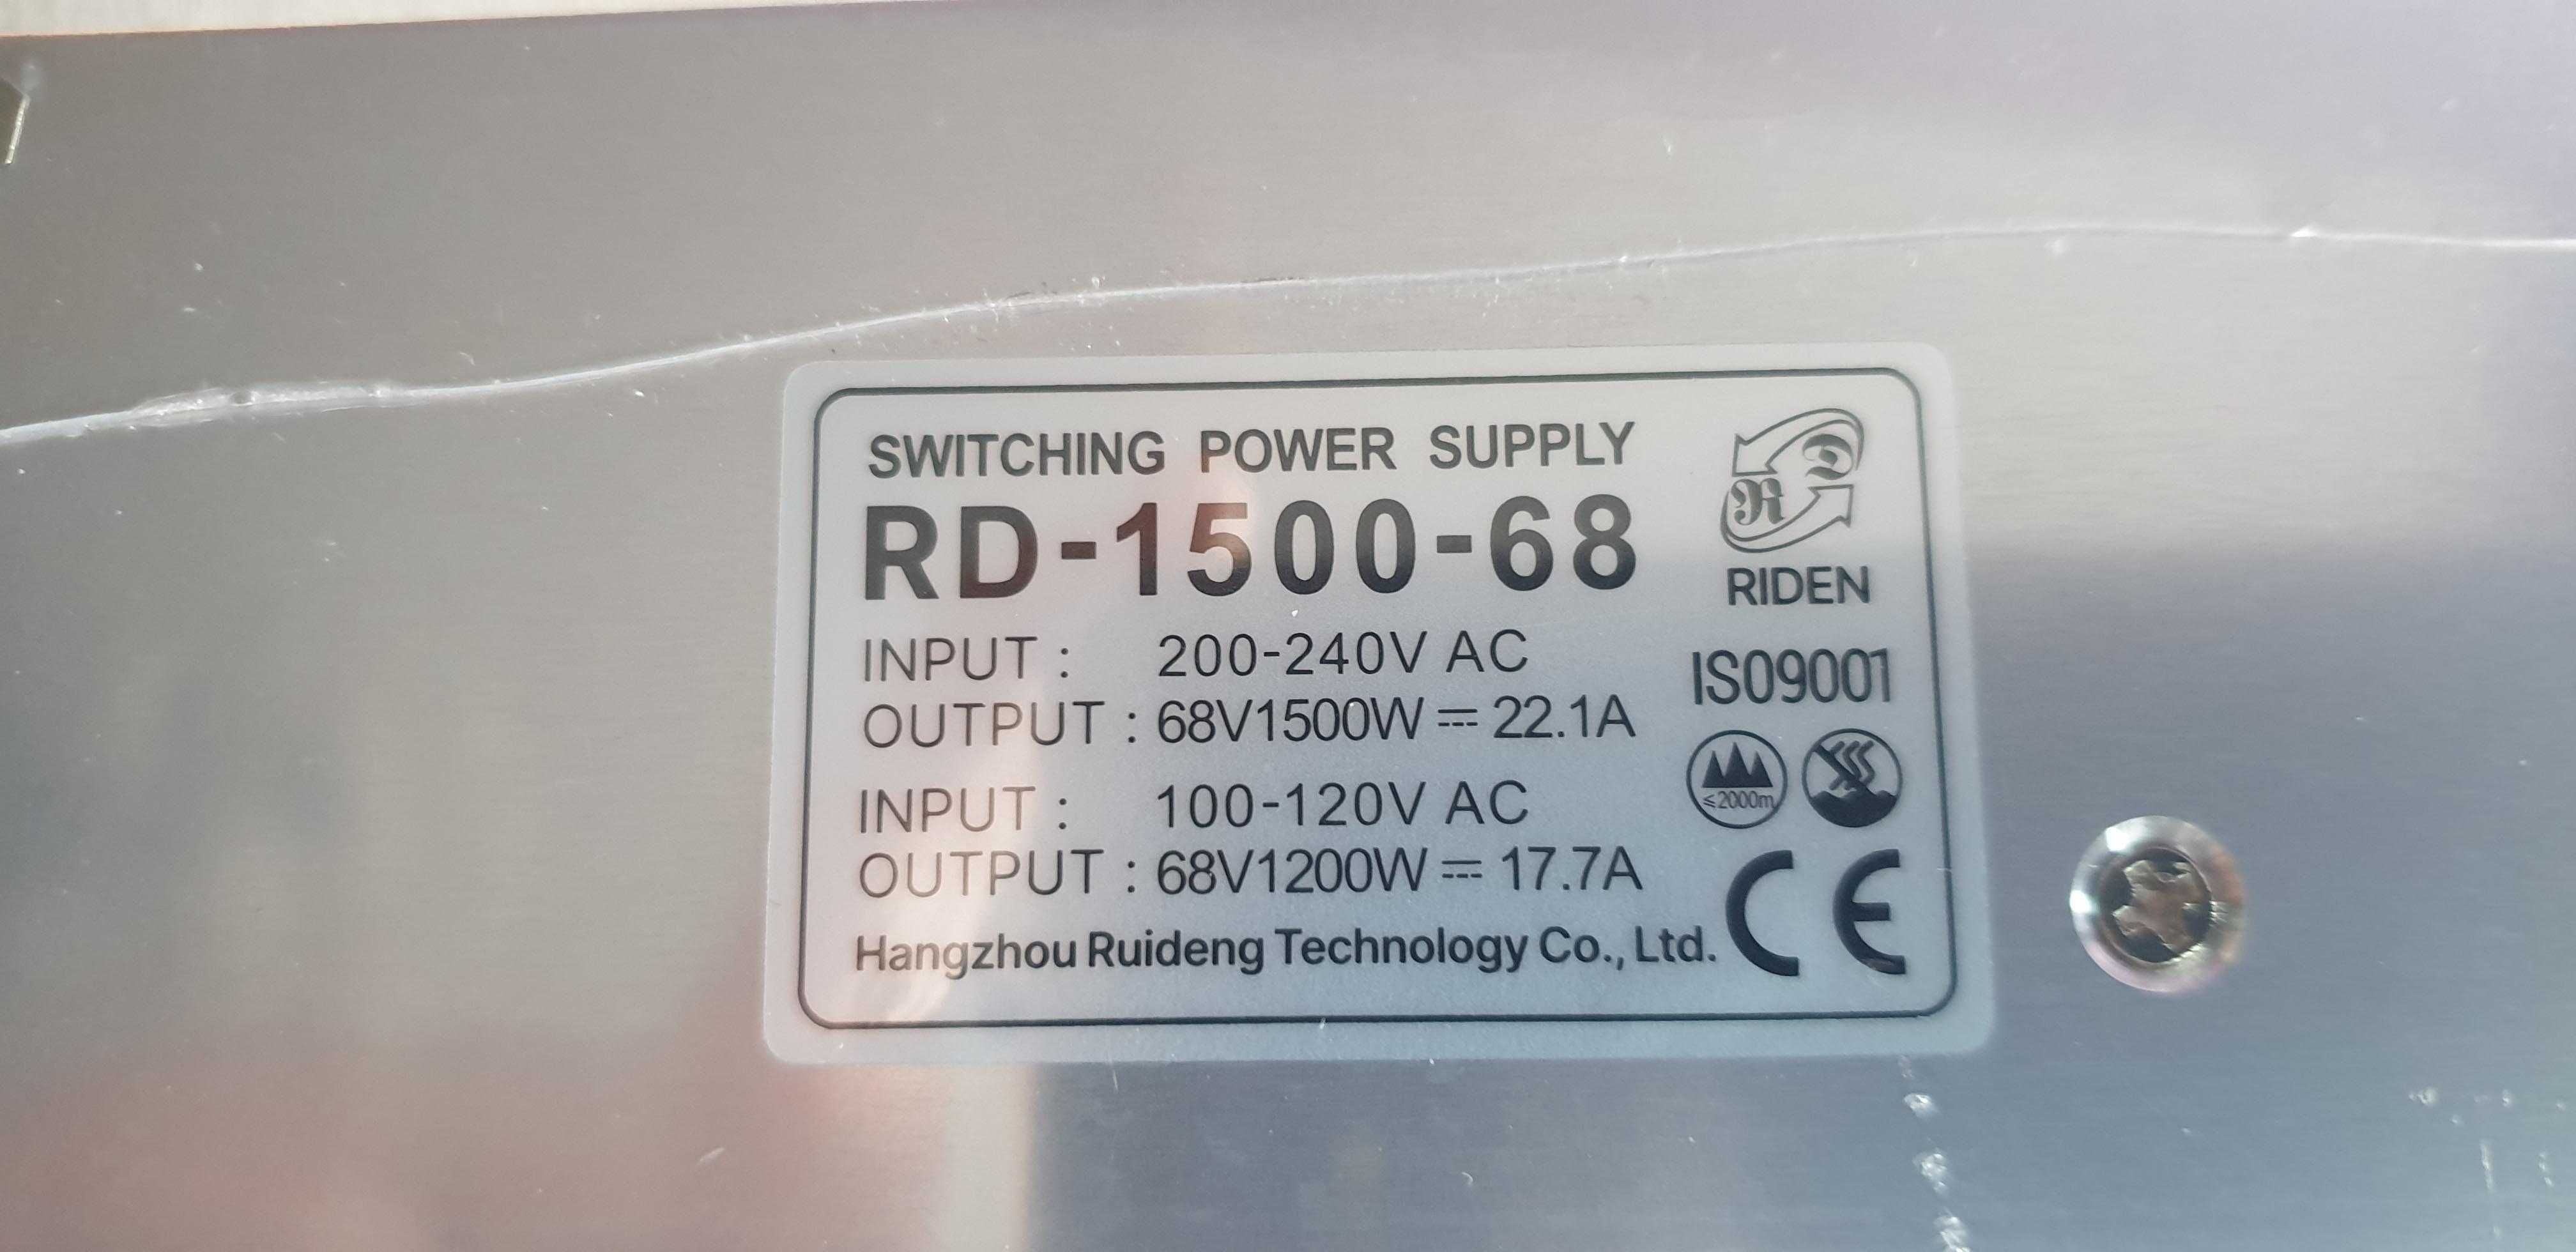 SWITCHING POWER SUPPLY
RD-1500-68
RD
RIDEN
INPUT : 200-240V AC
OUTPUT : 68V1500W⎓22.1A
ISO9001
INPUT : 100-120V AC
≤2000m
OUTPUT : 68V1200W⎓17.7A
Hangzhou Ruideng Technology Co., Ltd.
CE